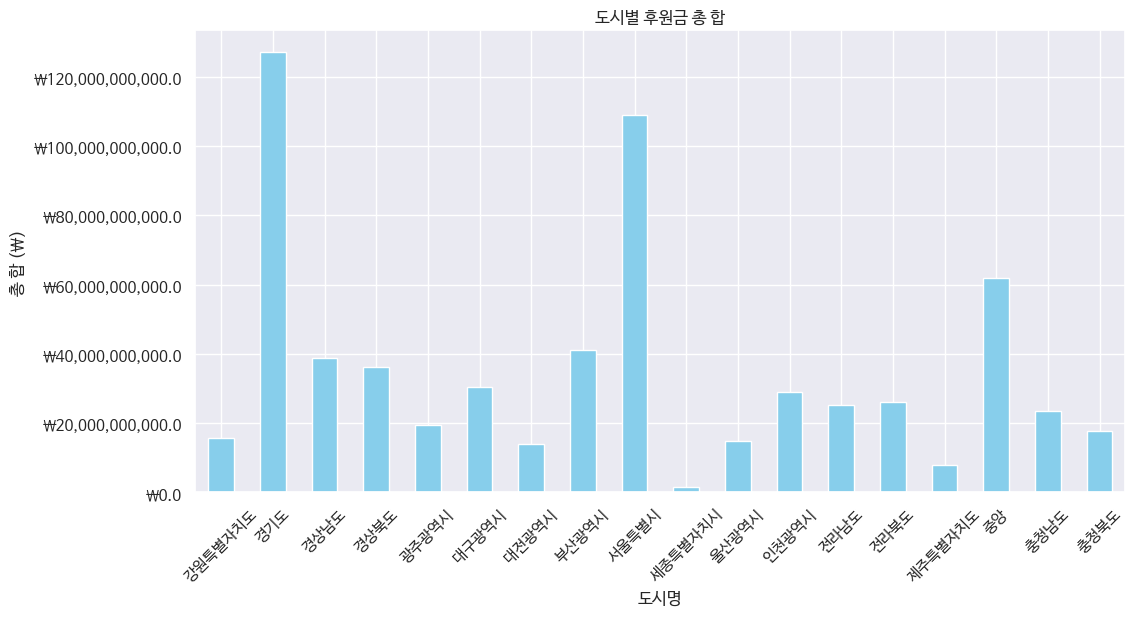 도시별 후원금 총 합
총 합 (₩)
₩120,000,000,000.0
₩100,000,000,000.0
₩80,000,000,000.0
₩60,000,000,000.0
₩40,000,000,000.0
₩20,000,000,000.0
₩0.0
강원특별자치도
경기도
경상남도
경상북도
광주광역시
대구광역시
대전광역시
부산광역시
서울특별시
세종특별자치시
울산광역시
인천광역시
전라남도
전라북도
제주특별자치도
중앙
충청남도
충청북도
도시명